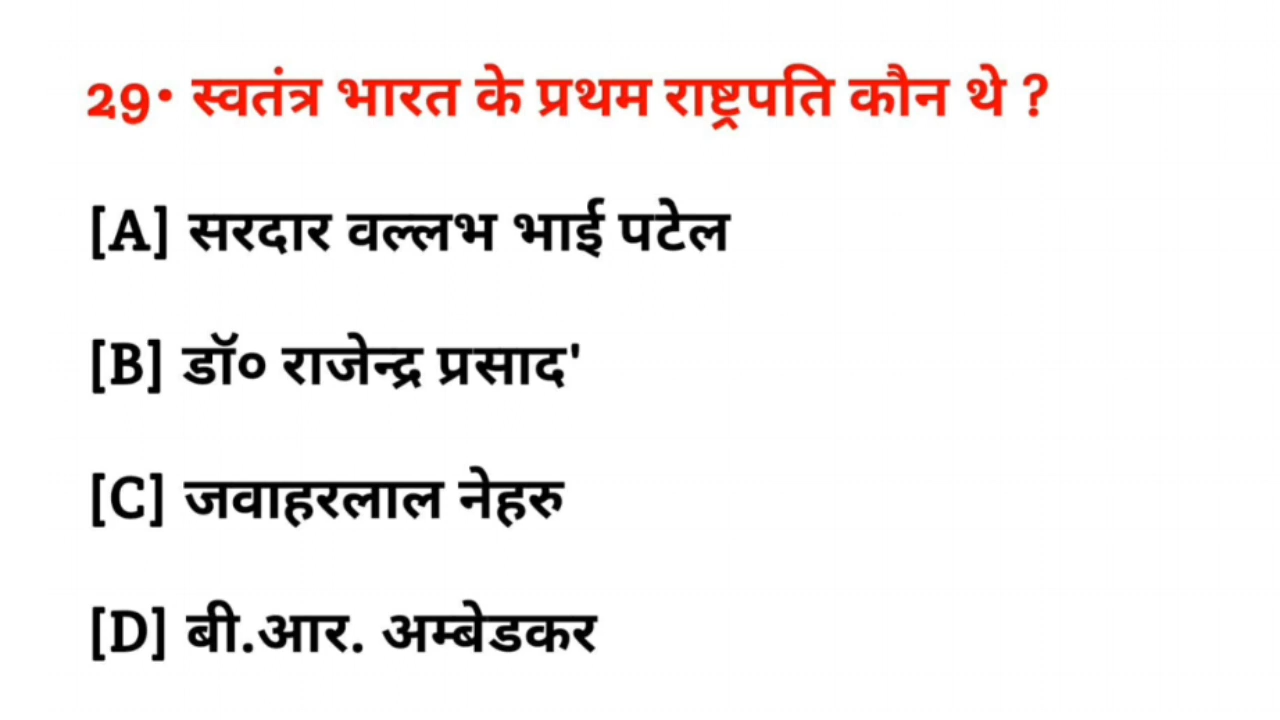 29• स्वतंत्र भारत के प्रथम राष्ट्रपति कौन थे ?
[A] सरदार वल्लभ भाई पटेल
[B] डॉ० राजेन्द्र प्रसाद'
[C] जवाहरलाल नेहरु
[D] बी.आर. अम्बेडकर